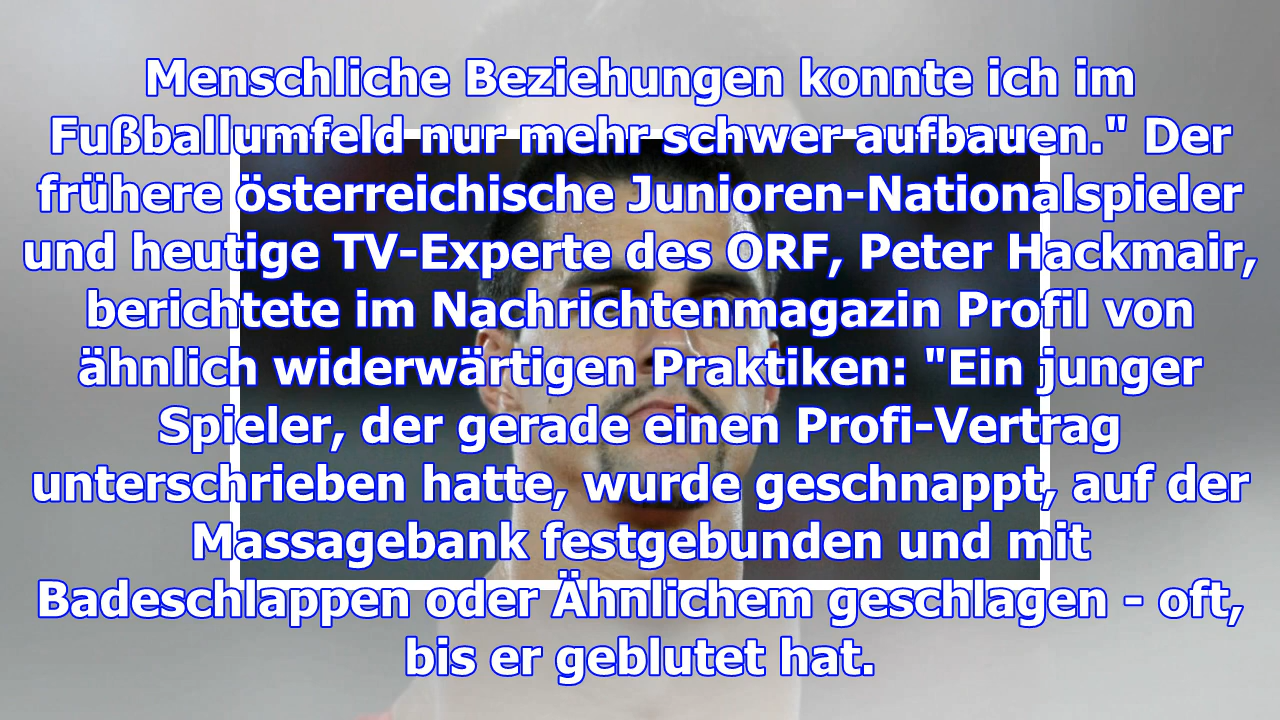 Menschliche Beziehungen konnte ich im
Fußballumfeld nur mehr schwer aufbauen." Der
frühere österreichische Junioren-Nationalspieler
und heutige TV-Experte des ORF, Peter Hackmair,
berichtete im Nachrichtenmagazin Profil von
ähnlich widerwärtigen Praktiken: "Ein junger
Spieler, der gerade einen Profi-Vertrag
unterschrieben hatte, wurde geschnappt, auf der
Massagebank festgebunden und mit
Badeschlappen oder Ähnlichem geschlagen - oft,
bis er geblutet hat.